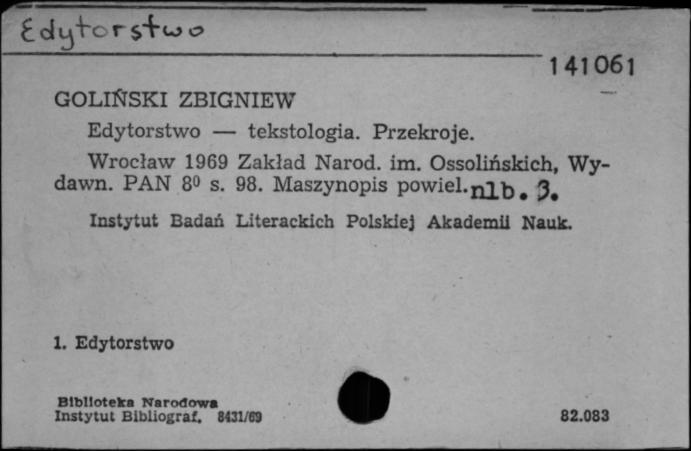 Edytorstwo
141061
GOLIŃSKI ZBIGNIEW
Edytorstwo — tekstologia. Przekroje.
Wrocław 1969 Zakład Narod. im. Ossolińskich, Wy-
dawn. PAN 8⁰ s. 98. Maszynopis powiel. nlb. 3.
Instytut Badań Literackich Polskiej Akademii Nauk.
1. Edytorstwo
Biblioteka Narodowa
Instytut Bibliograf. 8431/69
82.083